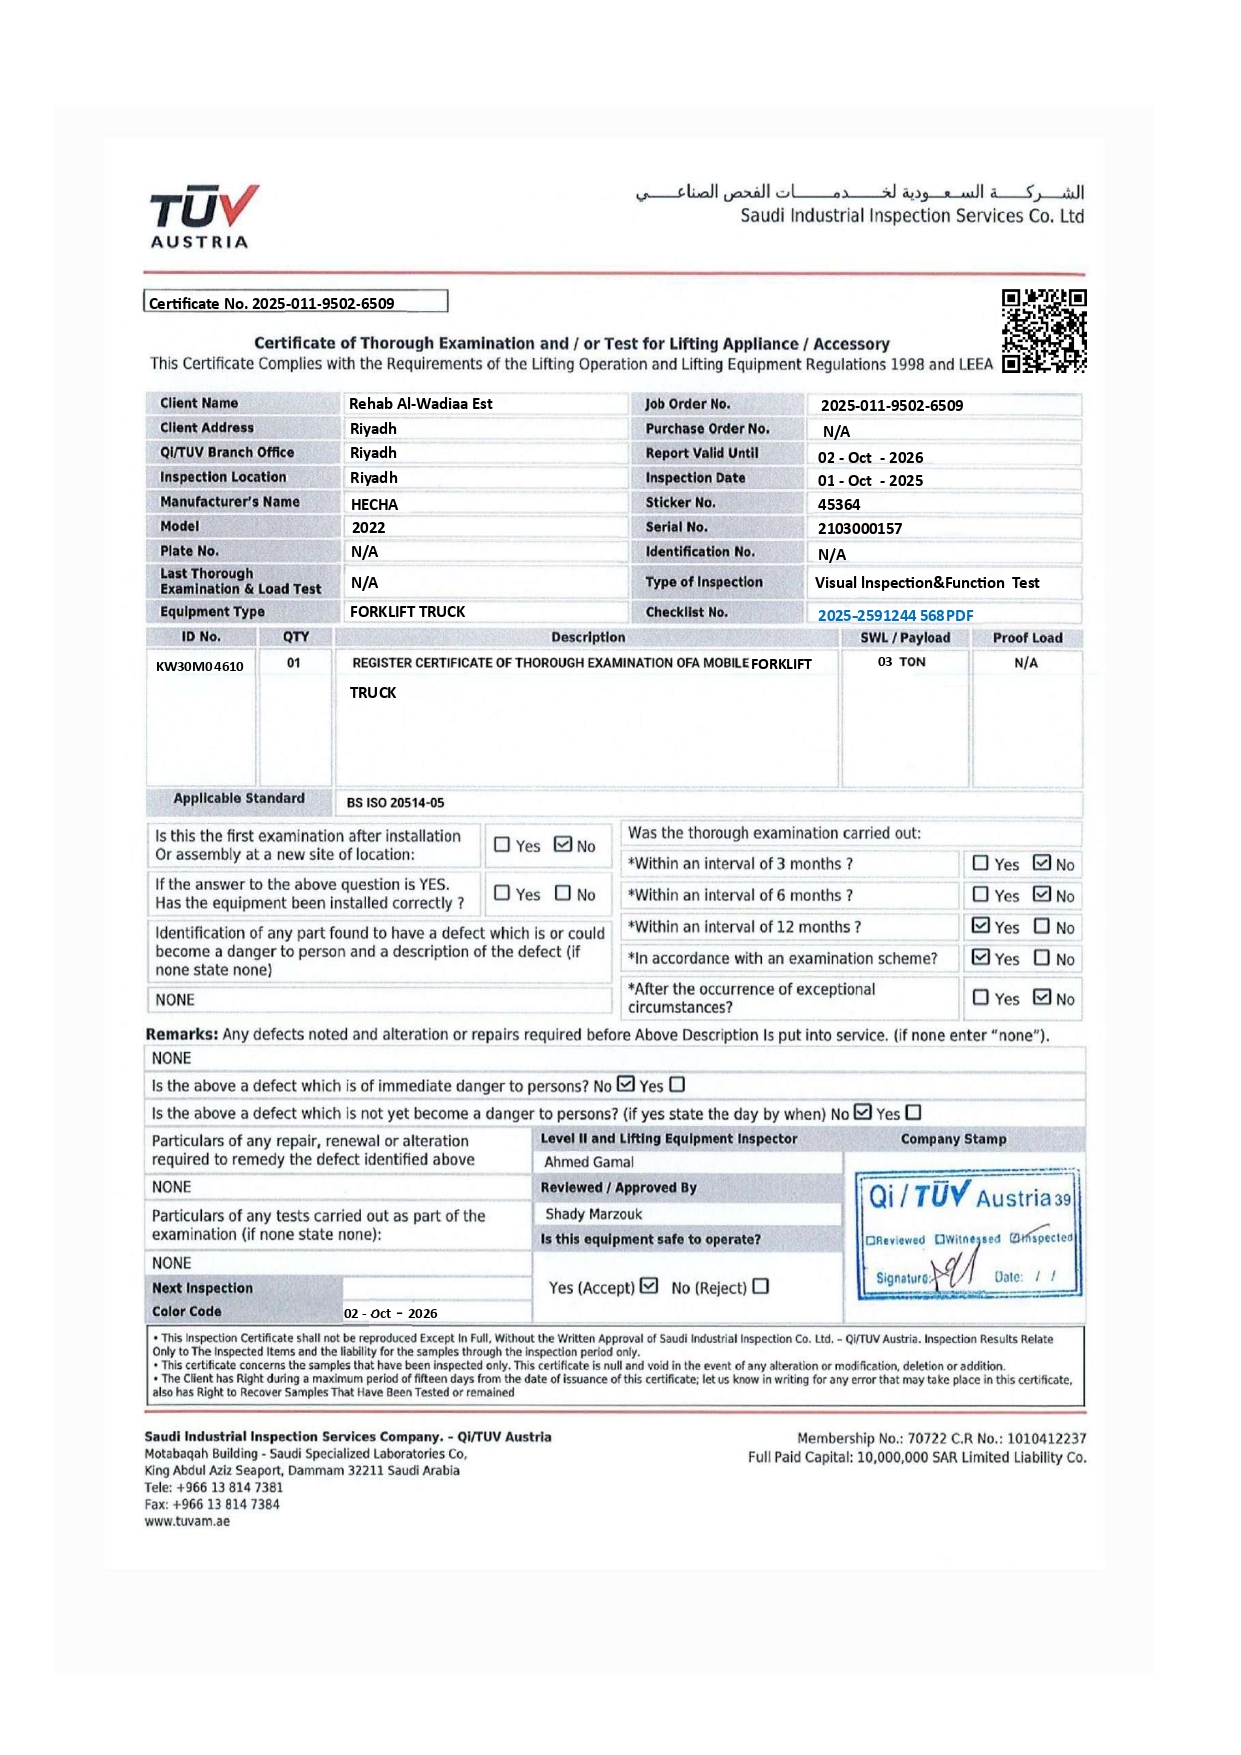 TÜV
AUSTRIA
الشركة السعودية لخدمات الفحص الصناعي
Saudi Industrial Inspection Services Co. Ltd
Certificate No. 2025-011-9502-6509
Certificate of Thorough Examination and / or Test for Lifting Appliance / Accessory
This Certificate Complies with the Requirements of the Lifting Operation and Lifting Equipment Regulations 1998 and LEEA
Client Name Rehab Al-Wadiaa Est Job Order No. 2025-011-9502-6509
Client Address Riyadh Purchase Order No. N/A
QI/TUV Branch Office Riyadh Report Valid Until 02 - Oct - 2026
Inspection Location Riyadh Inspection Date 01 - Oct - 2025
Manufacturer's Name HECHA Sticker No. 45364
Model 2022 Serial No. 2103000157
Plate No. N/A Identification No. N/A
Last Thorough
Examination & Load Test N/A Type of Inspection Visual Inspection&Function Test
Equipment Type FORKLIFT TRUCK Checklist No. 2025-2591244 568PDF
ID No. QTY Description SWL / Payload Proof Load
KW30M04610 01 REGISTER CERTIFICATE OF THOROUGH EXAMINATION OFA MOBILE FORKLIFT 03 TON N/A
TRUCK
Applicable Standard BS ISO 20514-05
Is this the first examination after installation
Or assembly at a new site of location: Yes No
If the answer to the above question is YES.
Has the equipment been installed correctly ? Yes No
Identification of any part found to have a defect which is or could
become a danger to person and a description of the defect (if
none state none)
NONE
Was the thorough examination carried out:
*Within an interval of 3 months ? Yes No
*Within an interval of 6 months ? Yes No
*Within an interval of 12 months ? Yes No
*In accordance with an examination scheme? Yes No
*After the occurrence of exceptional
circumstances? Yes No
Remarks: Any defects noted and alteration or repairs required before Above Description Is put into service. (if none enter "none").
NONE
Is the above a defect which is of immediate danger to persons? No Yes
Is the above a defect which is not yet become a danger to persons? (if yes state the day by when) No Yes
Particulars of any repair, renewal or alteration
required to remedy the defect identified above
NONE
Particulars of any tests carried out as part of the
examination (if none state none):
NONE
Next Inspection
Color Code 02 - Oct - 2026
Level II and Lifting Equipment Inspector
Ahmed Gamal
Reviewed / Approved By
Shady Marzouk
Is this equipment safe to operate?
Yes (Accept) No (Reject)
Company Stamp
Qi / TÜV Austria 39
Reviewed Witnessed Inspected
Signature: Date: / /
• This Inspection Certificate shall not be reproduced Except In Full, Without the Written Approval of Saudi Industrial Inspection Co. Ltd. – Qi/TUV Austria. Inspection Results Relate
Only to The Inspected Items and the liability for the samples through the inspection period only.
• This certificate concerns the samples that have been inspected only. This certificate is null and void in the event of any alteration or modification, deletion or addition.
• The Client has Right during a maximum period of fifteen days from the date of issuance of this certificate; let us know in writing for any error that may take place in this certificate,
also has Right to Recover Samples That Have Been Tested or remained
Saudi Industrial Inspection Services Company. – Qi/TUV Austria
Motabaqah Building - Saudi Specialized Laboratories Co,
King Abdul Aziz Seaport, Dammam 32211 Saudi Arabia
Tele: +966 13 814 7381
Fax: +966 13 814 7384
www.tuvam.ae
Membership No.: 70722 C.R No.: 1010412237
Full Paid Capital: 10,000,000 SAR Limited Liability Co.